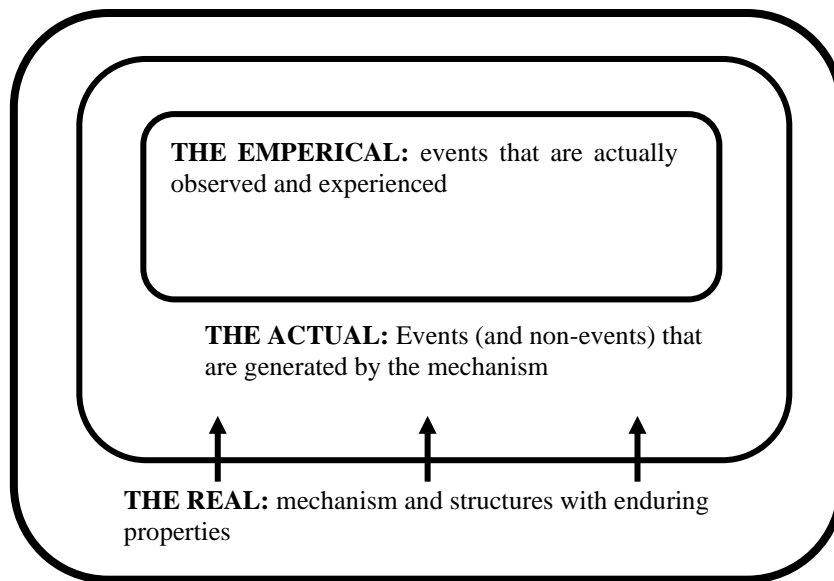 THE EMPERICAL: events that are actually
observed and experienced
THE ACTUAL: Events (and non-events) that
are generated by the mechanism
THE REAL: mechanism and structures with enduring
properties